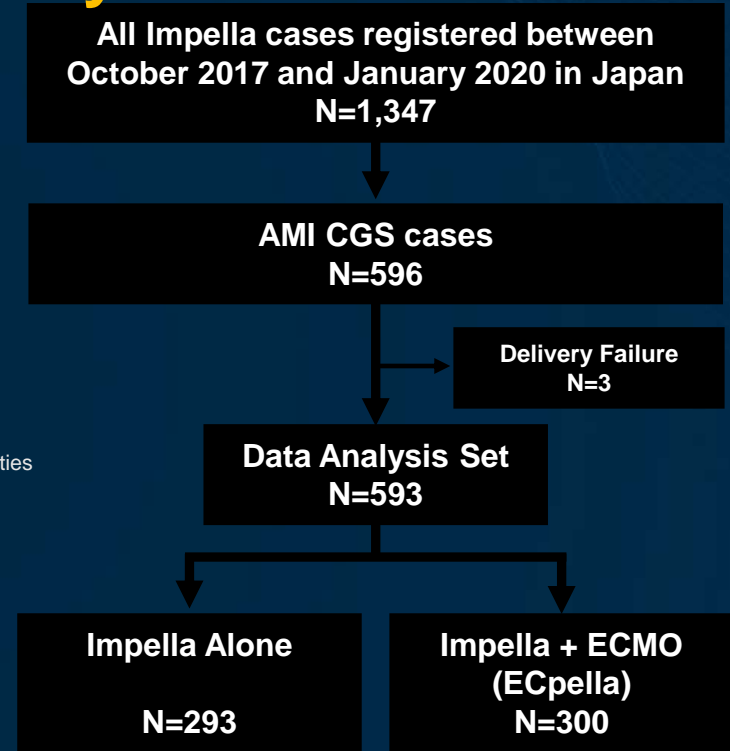 All Impella cases registered between
October 2017 and January 2020 in Japan
N=1,347
AMI CGS cases
N=596
Delivery Failure
N=3
ties
Data Analysis Set
N=593
Impella Alone
N=293
Impella + ECMO
(ECpella)
N=300